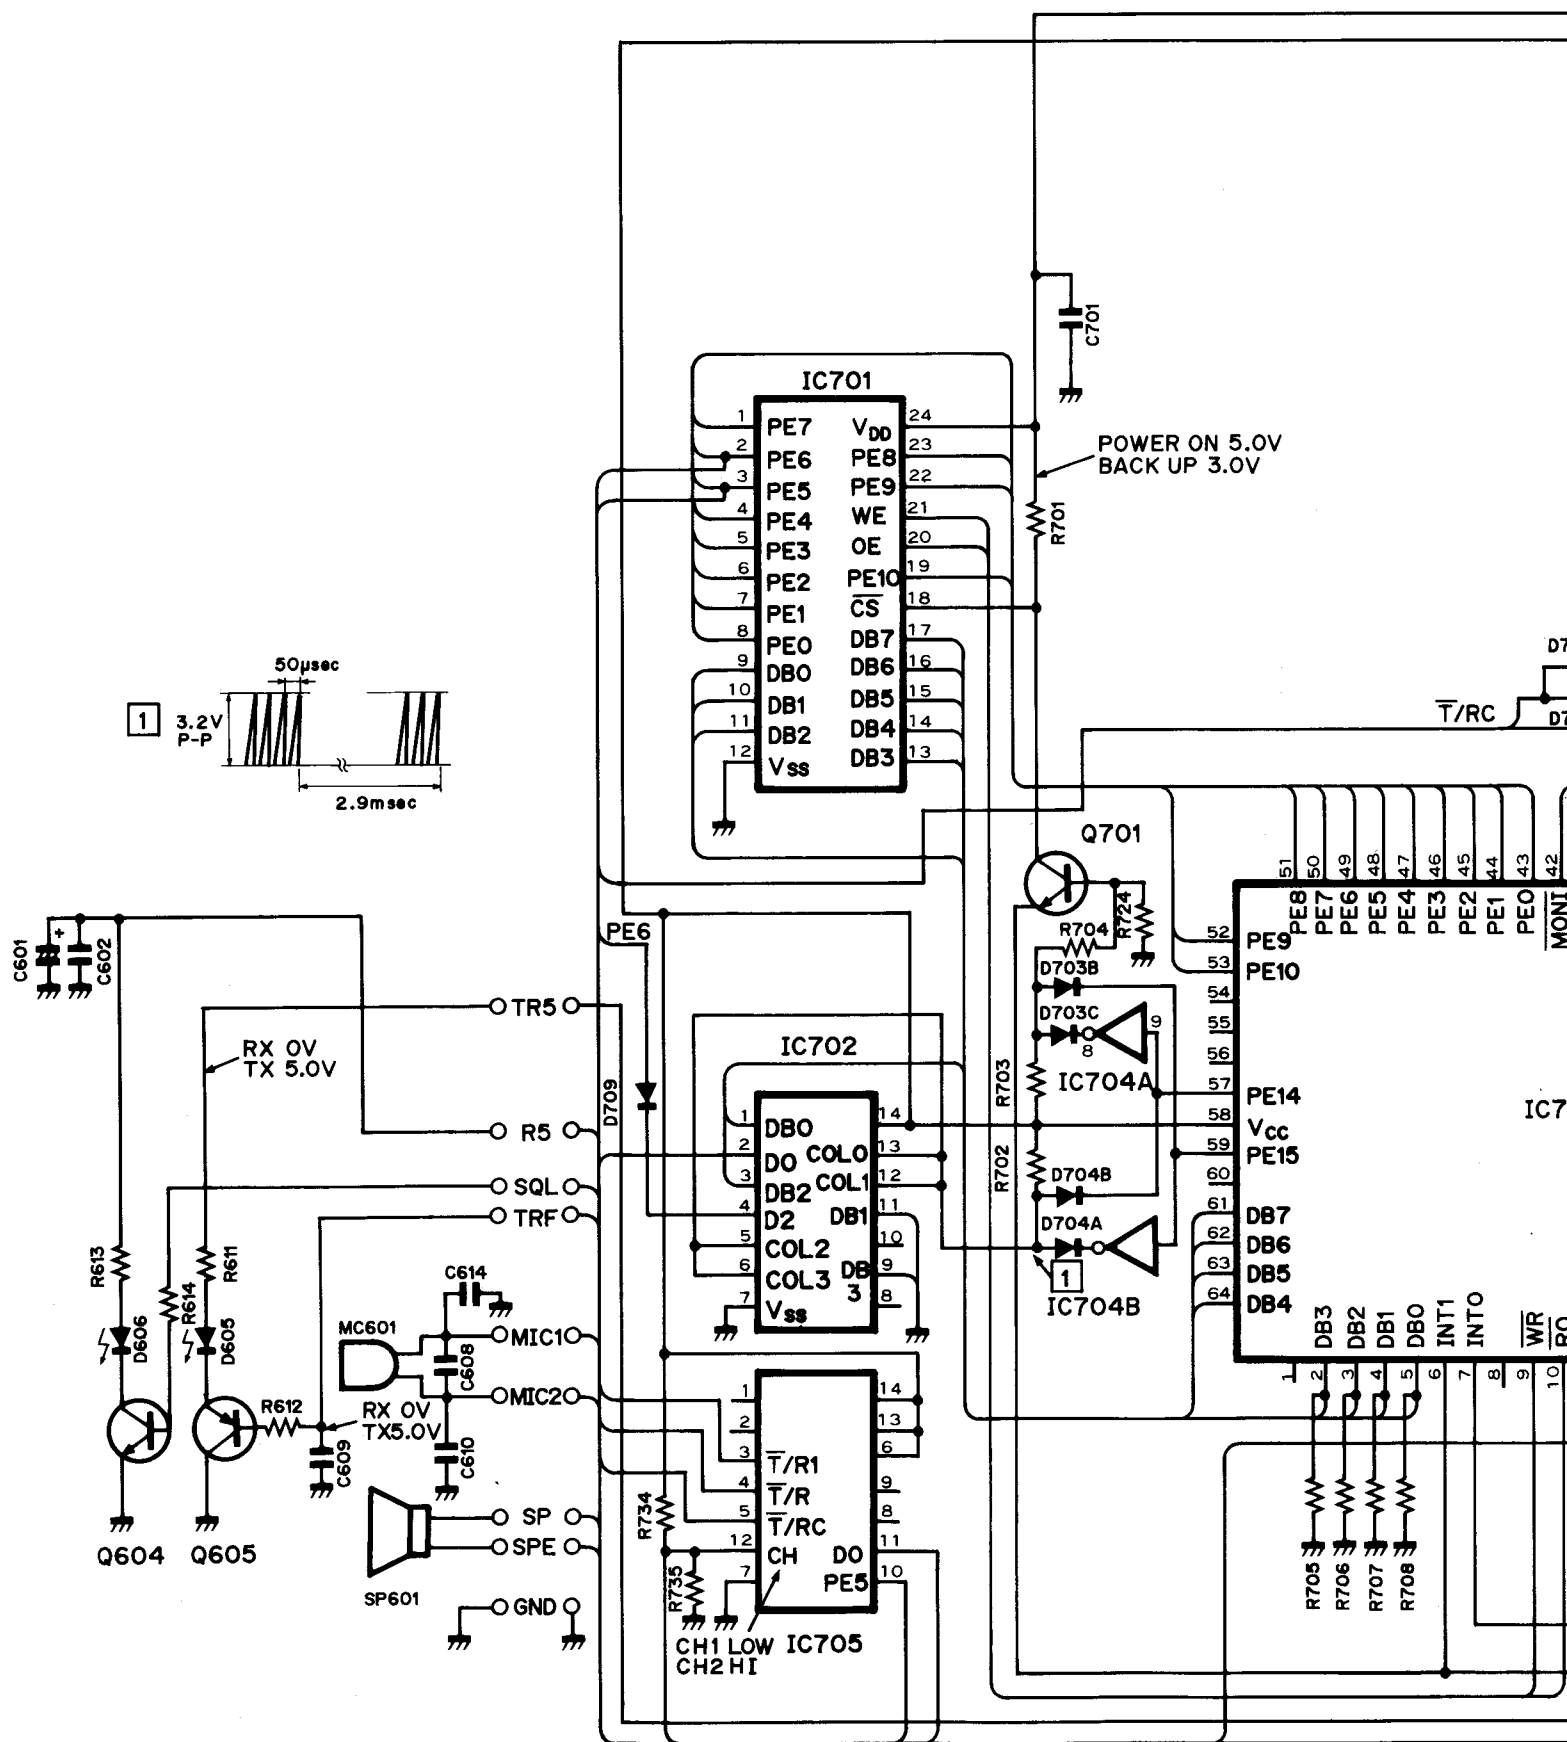 C701
IC701
1 PE7 VDD 24
2 PE6 PE8 23
3 PE5 PE9 22
4 PE4 WE 21
5 PE3 OE 20
6 PE2 PE10 19
7 PE1 CS 18
8 PE0 DB7 17
9 DB0 DB6 16
10 DB1 DB5 15
11 DB2 DB4 14
12 VSS DB3 13
POWER ON 5.0V
BACK UP 3.0V
R701
1
3.2V
P-P
50μsec
2.9msec
T/RC
D7
D7
Q701
R724
R704
D703B
D703C
8
9
IC704A
R703
R702
D704B
D704A
1
IC704B
51 50 49 48 47 46 45 44 43 42
PE8 PE7 PE6 PE5 PE4 PE3 PE2 PE1 PE0 MONI
52 PE9
53 PE10
54
55
56
57 PE14
58 VCC
59 PE15
60
61 DB7
62 DB6
63 DB5
64 DB4
IC7
DB3 DB2 DB1 DB0 INT1 INT0 WR
1 2 3 4 5 6 7 8 9 10
R705
R706
R707
R708
C601
+
C602
PE6
TR5
RX 0V
TX 5.0V
D709
IC702
1 DB0 14
2 D0 COL0 13
3 DB2 COL1 12
4 D2 DB1 11
5 COL2 10
6 COL3 DB 9
3
7 VSS 8
R5
SQL
TRF
R613
R614
R611
D606
D605
C614
MC601
MIC1
C608
MIC2
R612
RX 0V
TX5.0V
C609
C610
Q604
Q605
SP
SPE
SP601
GND
R734
R735
1 14
2 13
6
3 T/R1
4 T/R 9
5 T/RC 8
12 CH DO 11
7 PE5 10
CH1 LOW
CH2 HI
IC705